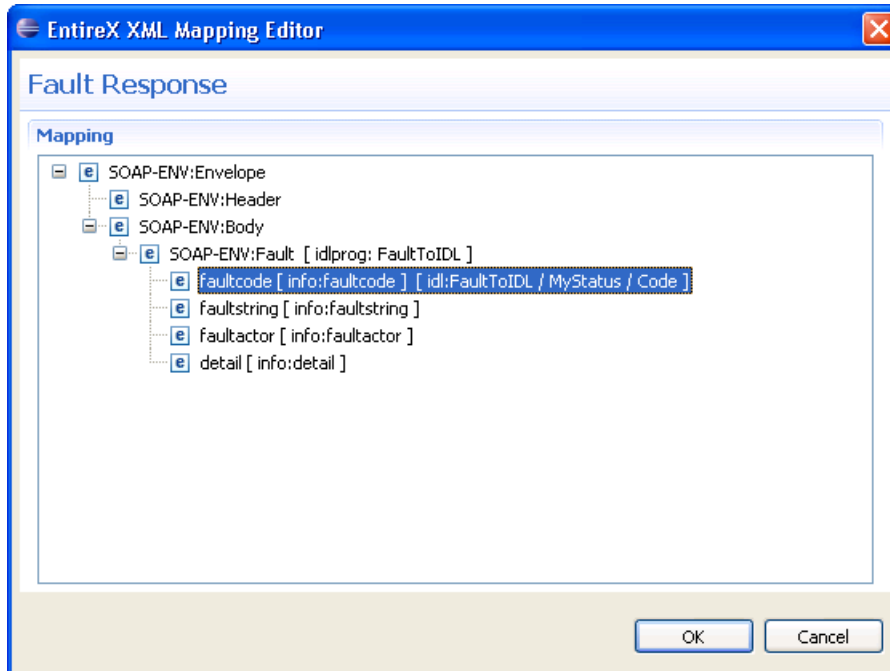 EntireX XML Mapping Editor
Fault Response
Mapping
SOAP-ENV:Envelope
SOAP-ENV:Header
SOAP-ENV:Body
SOAP-ENV:Fault [ idlprog: FaultToIDL ]
faultcode [ info:faultcode ] [ idl:FaultToIDL / MyStatus / Code ]
faultstring [ info:faultstring ]
faultactor [ info:faultactor ]
detail [ info:detail ]
OK Cancel